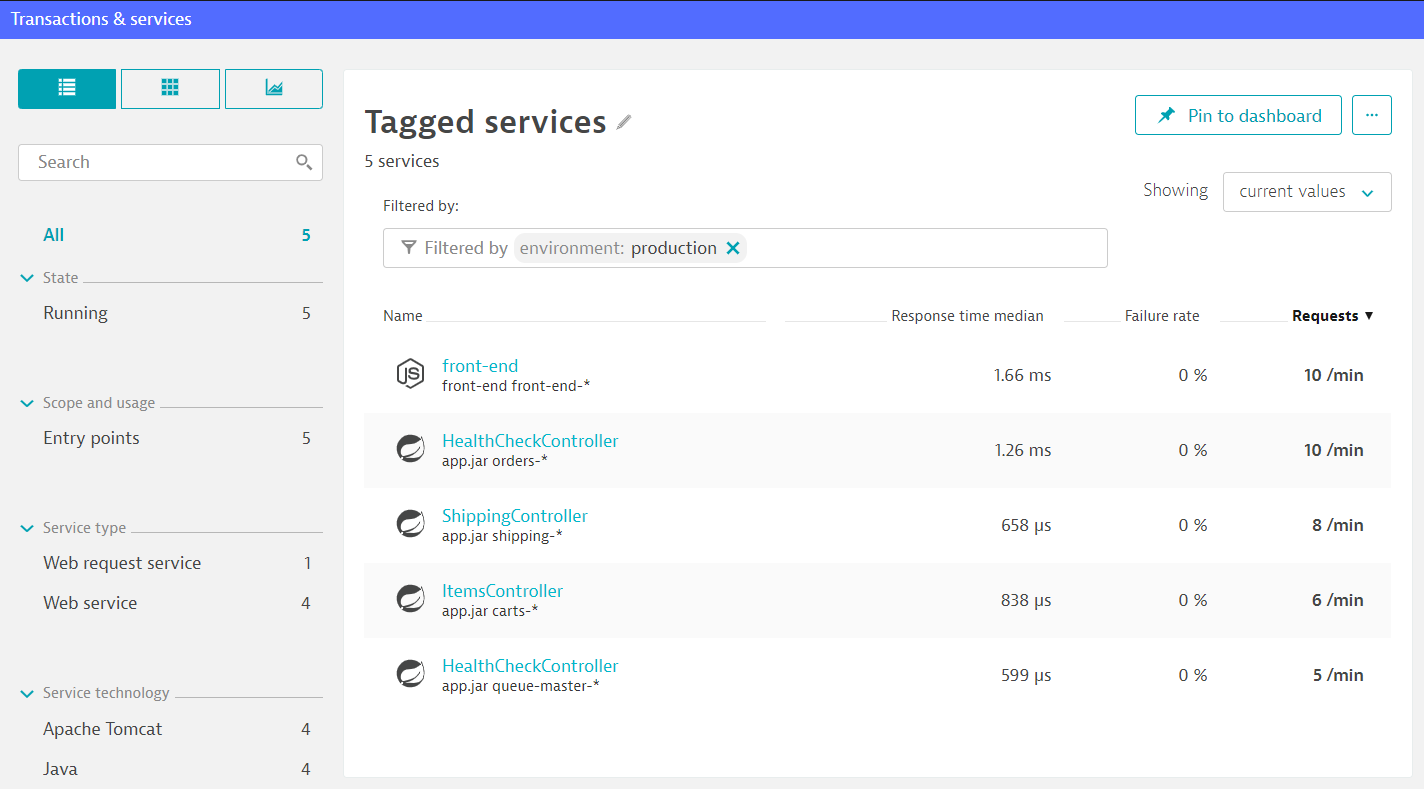 Transactions & services
Search
All 5
State
Running 5
Scope and usage
Entry points 5
Service type
Web request service 1
Web service 4
Service technology
Apache Tomcat 4
Java 4
Tagged services
Pin to dashboard ...
5 services
Showing current values
Filtered by:
Filtered by environment: production
Name Response time median Failure rate Requests ▼
JS front-end 1.66 ms 0 % 10 /min
front-end front-end-*
HealthCheckController 1.26 ms 0 % 10 /min
app.jar orders-*
ShippingController 658 µs 0 % 8 /min
app.jar shipping-*
ItemsController 838 µs 0 % 6 /min
app.jar carts-*
HealthCheckController 599 µs 0 % 5 /min
app.jar queue-master-*